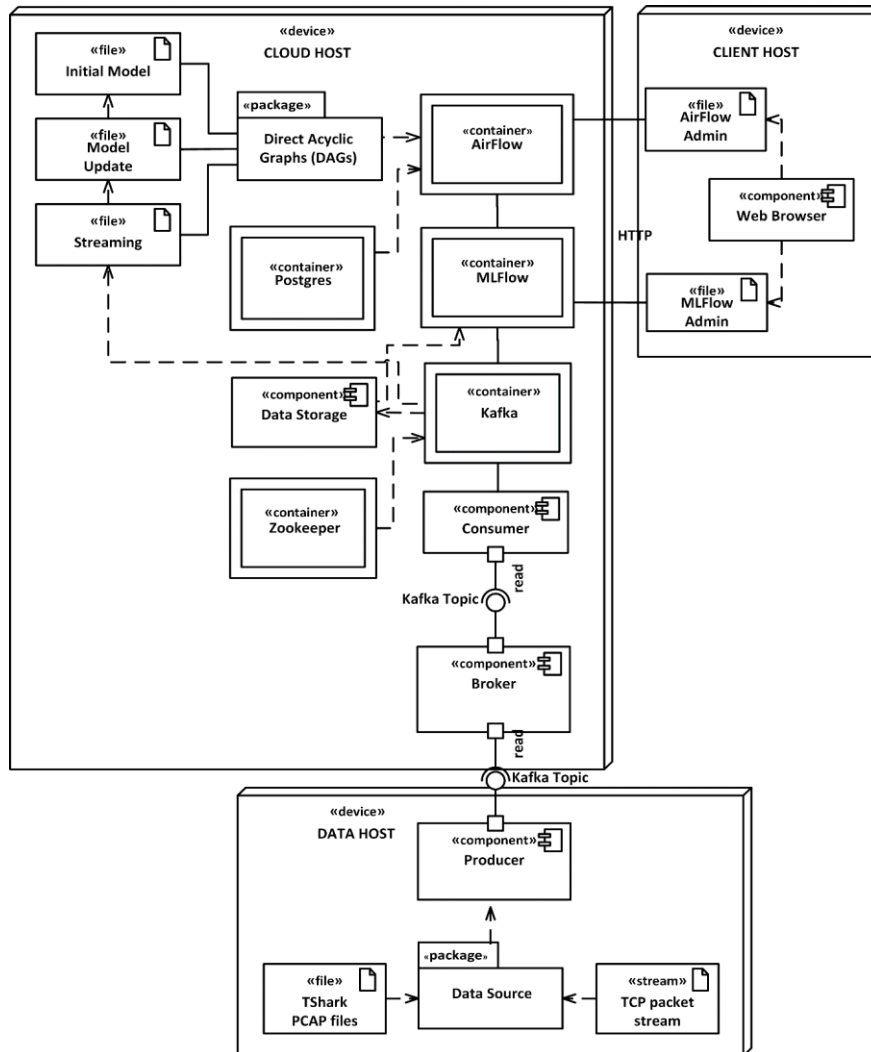 «device»
CLOUD HOST
«file»
Initial Model
«file»
Model
Update
«file»
Streaming
«package»
Direct Acyclic
Graphs (DAGs)
«container»
AirFlow
«container»
Postgres
«container»
MLFlow
«component»
Data Storage
«container»
Kafka
«container»
Zookeeper
«component»
Consumer
read
Kafka Topic
«component»
Broker
read
Kafka Topic
«device»
CLIENT HOST
«file»
AirFlow
Admin
«component»
Web Browser
HTTP
«file»
MLFlow
Admin
«device»
DATA HOST
«component»
Producer
«package»
Data Source
«file»
TShark
PCAP files
«stream»
TCP packet
stream